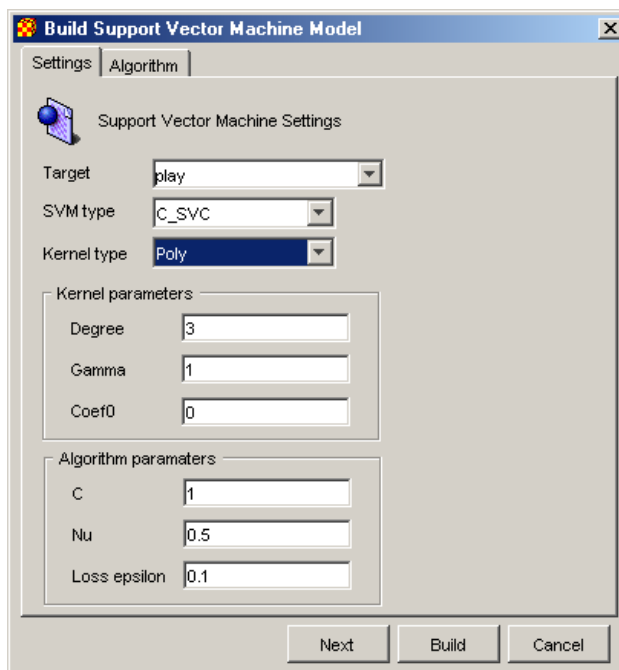 Build Support Vector Machine Model
Settings Algorithm
Support Vector Machine Settings
Target play
SVM type C_SVC
Kernel type Poly
Kernel parameters
Degree 3
Gamma 1
Coef0 0
Algorithm paramaters
C 1
Nu 0.5
Loss epsilon 0.1
Next Build Cancel